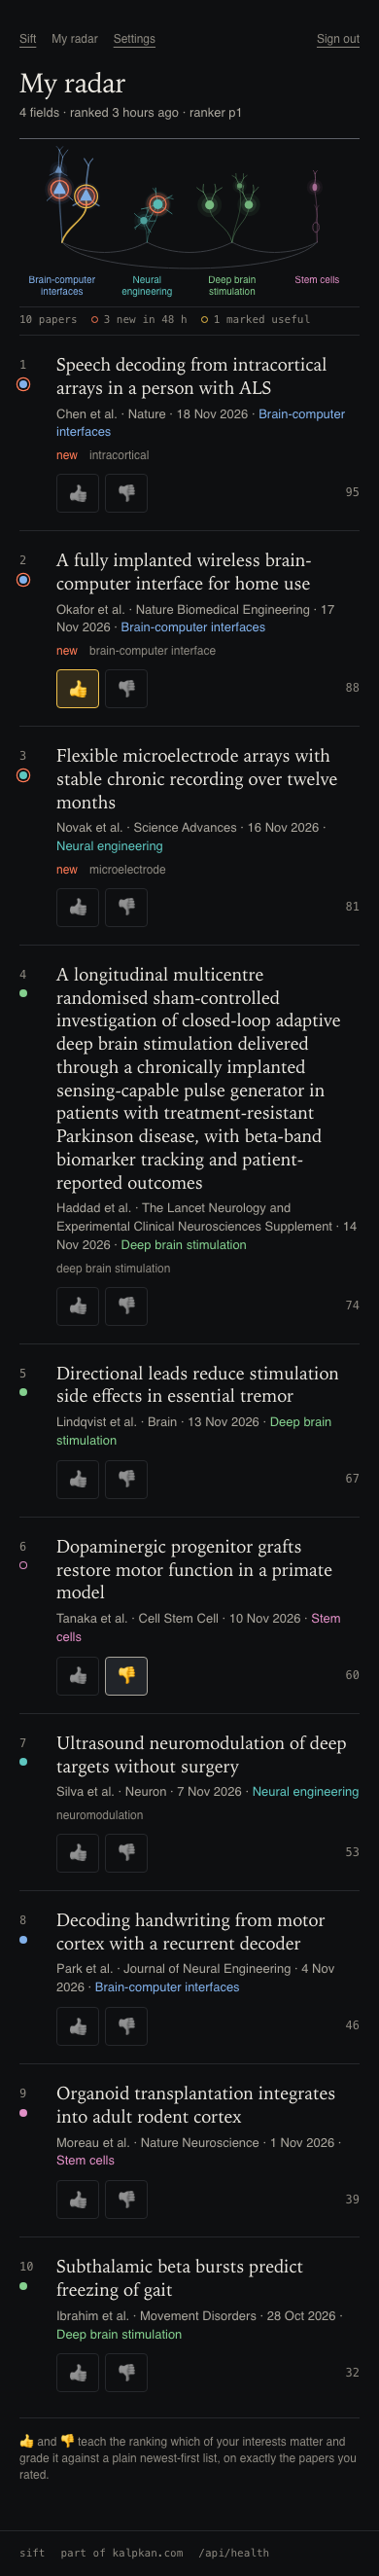 Sift My radar Settings Sign out
My radar
4 fields · ranked 3 hours ago · ranker p1
Brain-computer
interfaces
Neural
engineering
Deep brain
stimulation
Stem cells
10 papers 3 new in 48 h 1 marked useful
1
Speech decoding from intracortical
arrays in a person with ALS
Chen et al. · Nature · 18 Nov 2026 · Brain-computer
interfaces
new intracortical
👍 👎 95
2
A fully implanted wireless brain-
computer interface for home use
Okafor et al. · Nature Biomedical Engineering · 17
Nov 2026 · Brain-computer interfaces
new brain-computer interface
👍 👎 88
3
Flexible microelectrode arrays with
stable chronic recording over twelve
months
Novak et al. · Science Advances · 16 Nov 2026 ·
Neural engineering
new microelectrode
👍 👎 81
4
A longitudinal multicentre
randomised sham-controlled
investigation of closed-loop adaptive
deep brain stimulation delivered
through a chronically implanted
sensing-capable pulse generator in
patients with treatment-resistant
Parkinson disease, with beta-band
biomarker tracking and patient-
reported outcomes
Haddad et al. · The Lancet Neurology and
Experimental Clinical Neurosciences Supplement · 14
Nov 2026 · Deep brain stimulation
deep brain stimulation
👍 👎 74
5
Directional leads reduce stimulation
side effects in essential tremor
Lindqvist et al. · Brain · 13 Nov 2026 · Deep brain
stimulation
👍 👎 67
6
Dopaminergic progenitor grafts
restore motor function in a primate
model
Tanaka et al. · Cell Stem Cell · 10 Nov 2026 · Stem
cells
👍 👎 60
7
Ultrasound neuromodulation of deep
targets without surgery
Silva et al. · Neuron · 7 Nov 2026 · Neural engineering
neuromodulation
👍 👎 53
8
Decoding handwriting from motor
cortex with a recurrent decoder
Park et al. · Journal of Neural Engineering · 4 Nov
2026 · Brain-computer interfaces
👍 👎 46
9
Organoid transplantation integrates
into adult rodent cortex
Moreau et al. · Nature Neuroscience · 1 Nov 2026 ·
Stem cells
👍 👎 39
10
Subthalamic beta bursts predict
freezing of gait
Ibrahim et al. · Movement Disorders · 28 Oct 2026 ·
Deep brain stimulation
👍 👎 32
👍 and 👎 teach the ranking which of your interests matter and
grade it against a plain newest-first list, on exactly the papers you
rated.
sift part of kalpkan.com /api/health